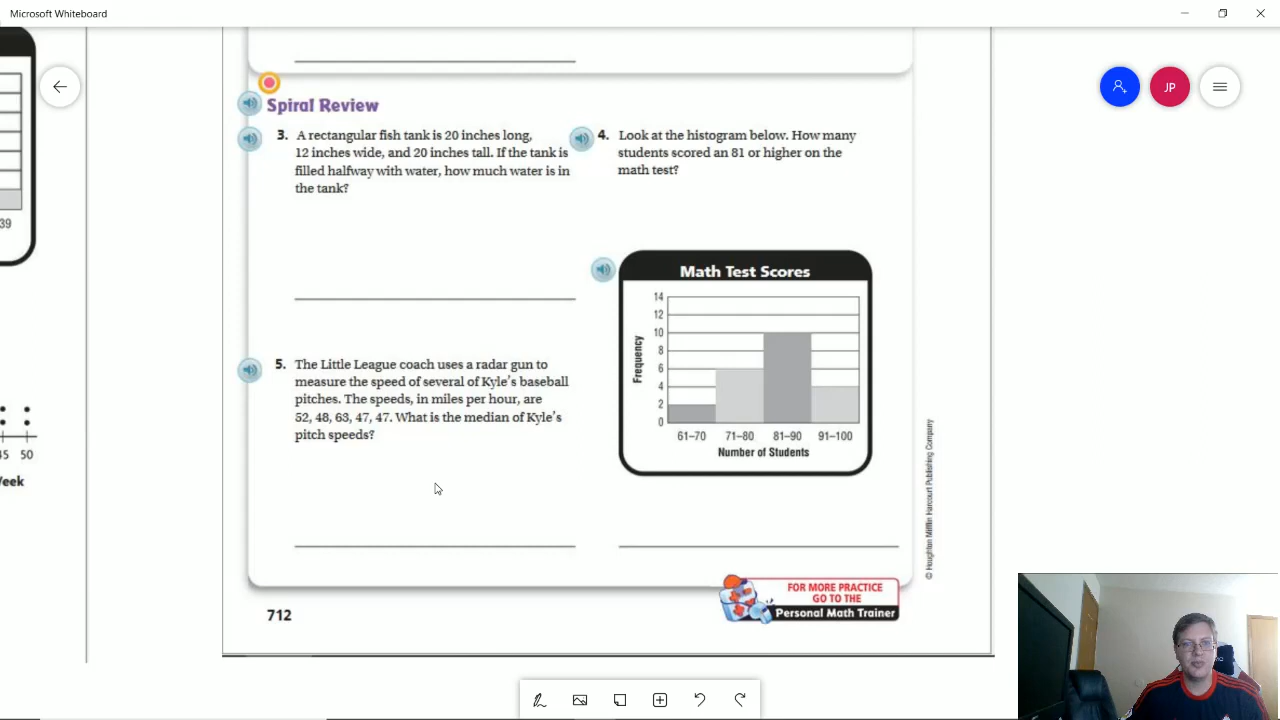 Microsoft Whiteboard
JP
Spiral Review
3. A rectangular fish tank is 20 inches long,
12 inches wide, and 20 inches tall. If the tank is
filled halfway with water, how much water is in
the tank?
4. Look at the histogram below. How many
students scored an 81 or higher on the
math test?
Math Test Scores
Frequency
14
12
10
8
6
4
2
0
61–70 71–80 81–90 91–100
Number of Students
5. The Little League coach uses a radar gun to
measure the speed of several of Kyle's baseball
pitches. The speeds, in miles per hour, are
52, 48, 63, 47, 47. What is the median of Kyle's
pitch speeds?
39
45 50
Week
© Houghton Mifflin Harcourt Publishing Company
FOR MORE PRACTICE
GO TO THE
Personal Math Trainer
712